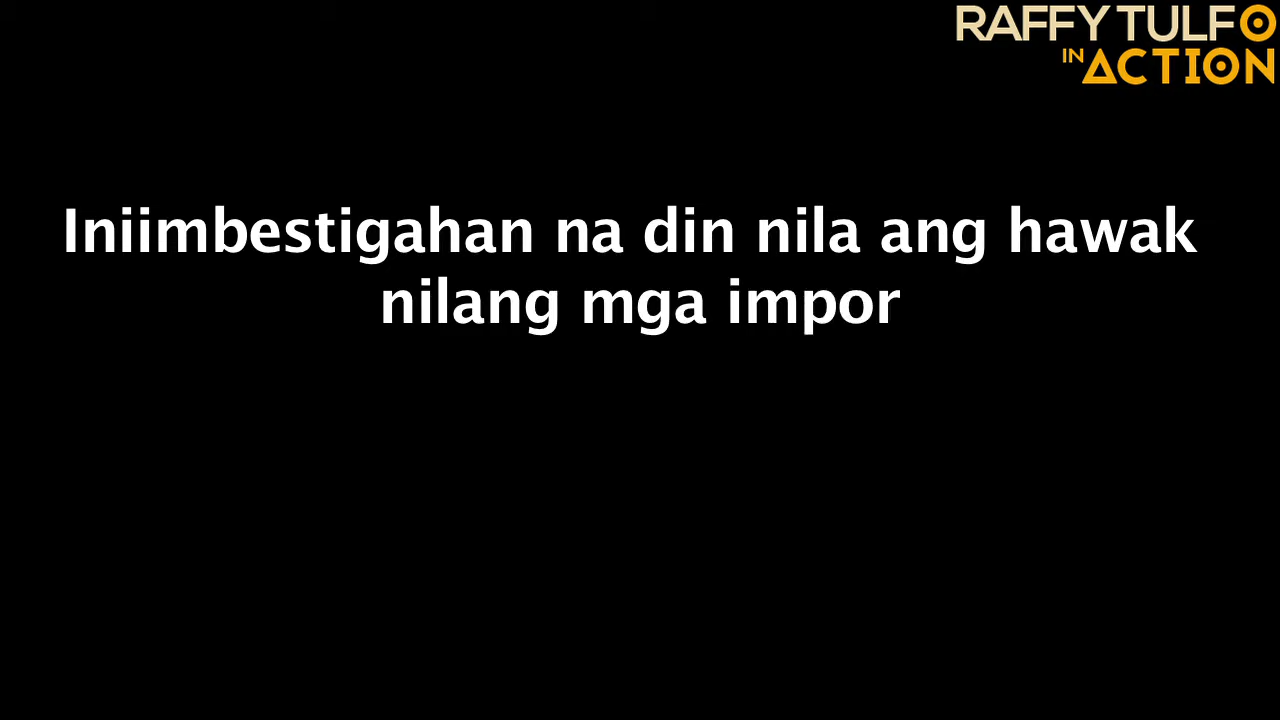 RAFFY TULFO
IN ACTION
Iniimbestigahan na din nila ang hawak
nilang mga impor